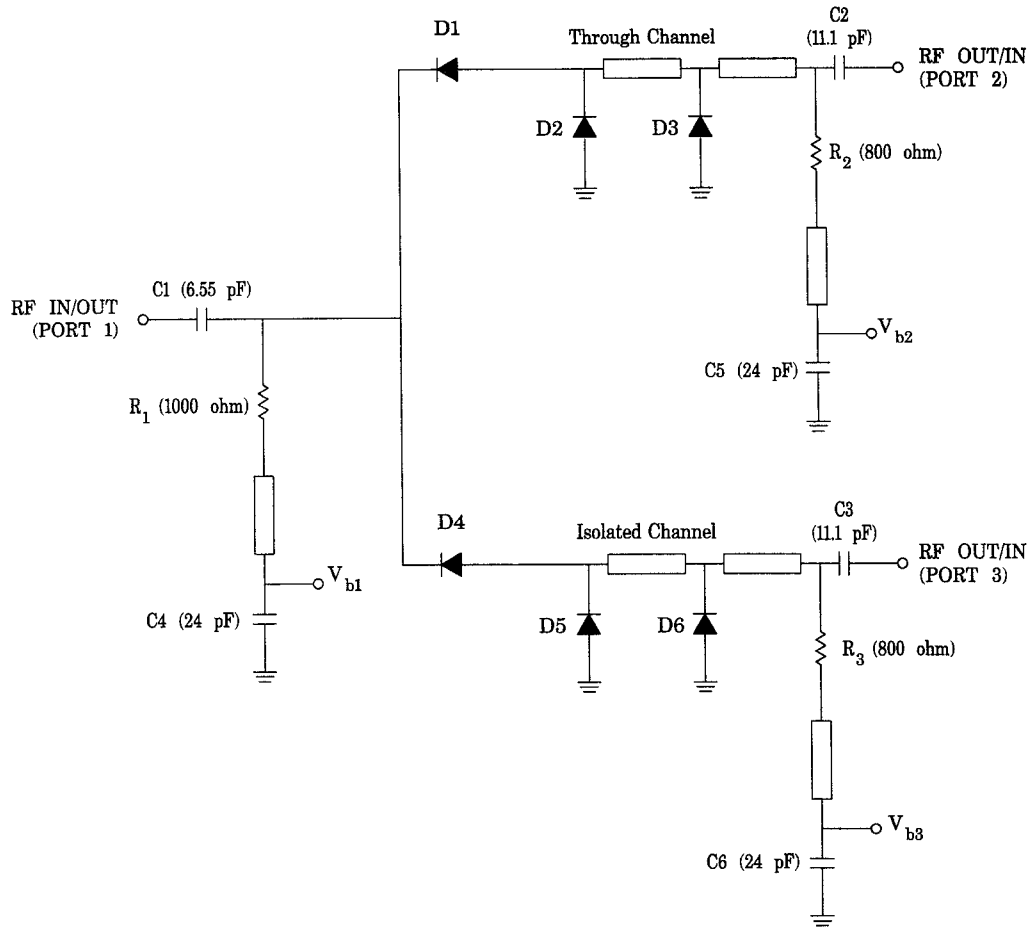 D1
Through Channel
C2
(11.1 pF)
RF OUT/IN
(PORT 2)
D2
D3
R2 (800 ohm)
C1 (6.55 pF)
RF IN/OUT
(PORT 1)
Vb2
C5 (24 pF)
R1 (1000 ohm)
D4
Isolated Channel
C3
(11.1 pF)
RF OUT/IN
(PORT 3)
Vb1
C4 (24 pF)
D5
D6
R3 (800 ohm)
Vb3
C6 (24 pF)